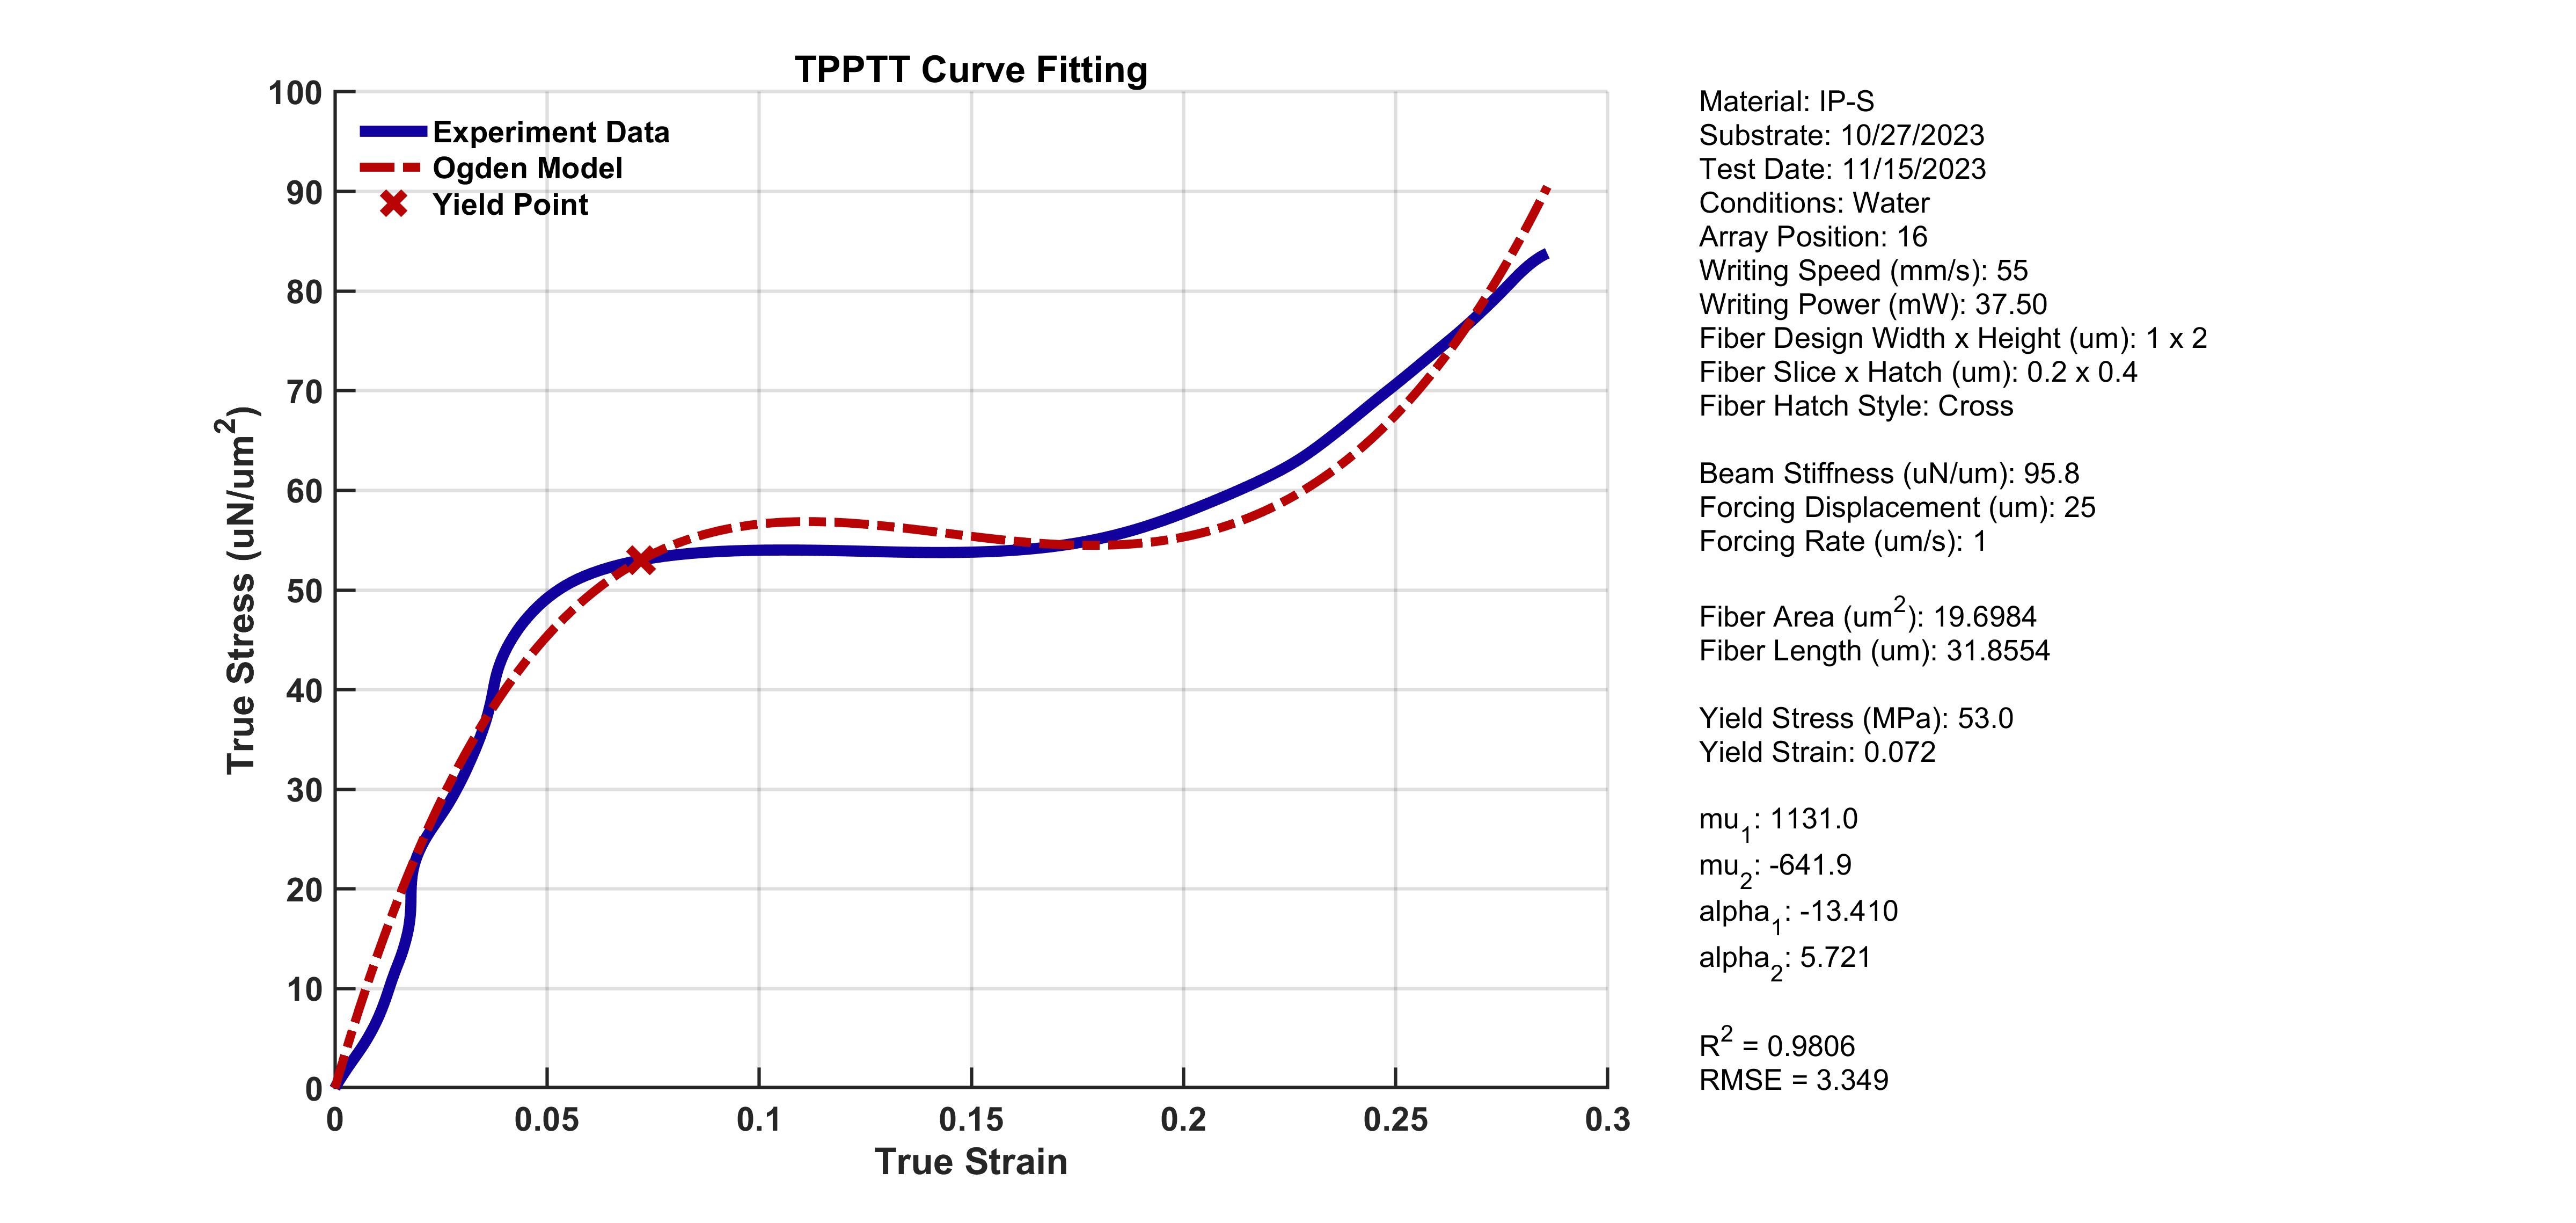 TPPTT Curve Fitting
Experiment Data
Ogden Model
Yield Point
100
90
80
70
60
50
40
30
20
10
0
True Stress (uN/um²)
0 0.05 0.1 0.15 0.2 0.25 0.3
True Strain
Material: IP-S
Substrate: 10/27/2023
Test Date: 11/15/2023
Conditions: Water
Array Position: 16
Writing Speed (mm/s): 55
Writing Power (mW): 37.50
Fiber Design Width x Height (um): 1 x 2
Fiber Slice x Hatch (um): 0.2 x 0.4
Fiber Hatch Style: Cross
Beam Stiffness (uN/um): 95.8
Forcing Displacement (um): 25
Forcing Rate (um/s): 1
Fiber Area (um²): 19.6984
Fiber Length (um): 31.8554
Yield Stress (MPa): 53.0
Yield Strain: 0.072
mu₁: 1131.0
mu₂: -641.9
alpha₁: -13.410
alpha₂: 5.721
R² = 0.9806
RMSE = 3.349